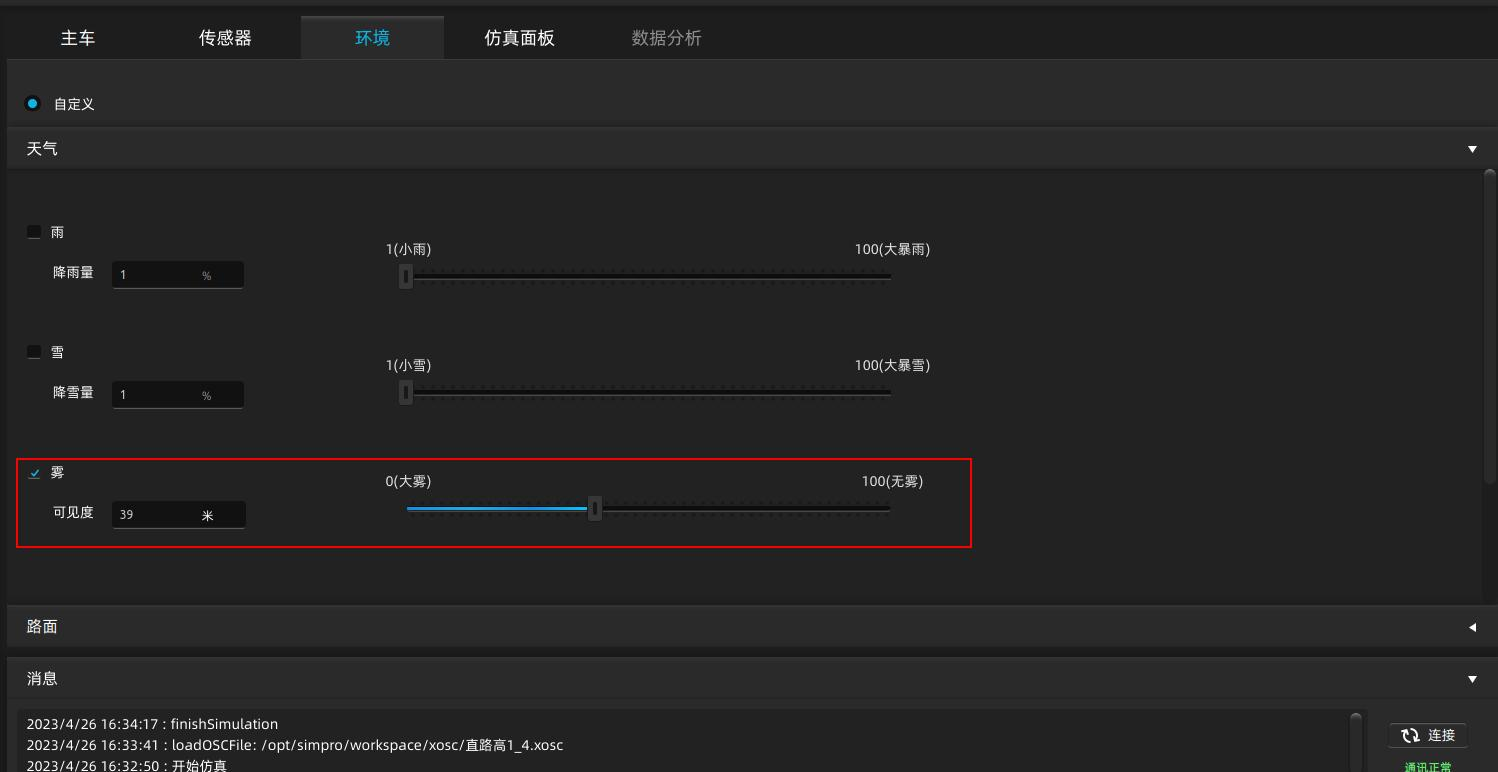 主车 传感器 环境 仿真面板 数据分析
自定义
天气
雨
1(小雨) 100(大暴雨)
降雨量 1 %
雪
1(小雪) 100(大暴雪)
降雪量 1 %
雾
0(大雾) 100(无雾)
可见度 39 米
路面
消息
2023/4/26 16:34:17 : finishSimulation
2023/4/26 16:33:41 : loadOSCFile: /opt/simpro/workspace/xosc/直路高1_4.xosc
连接
2023/4/26 16:32:50 : 开始仿真
通讯正常